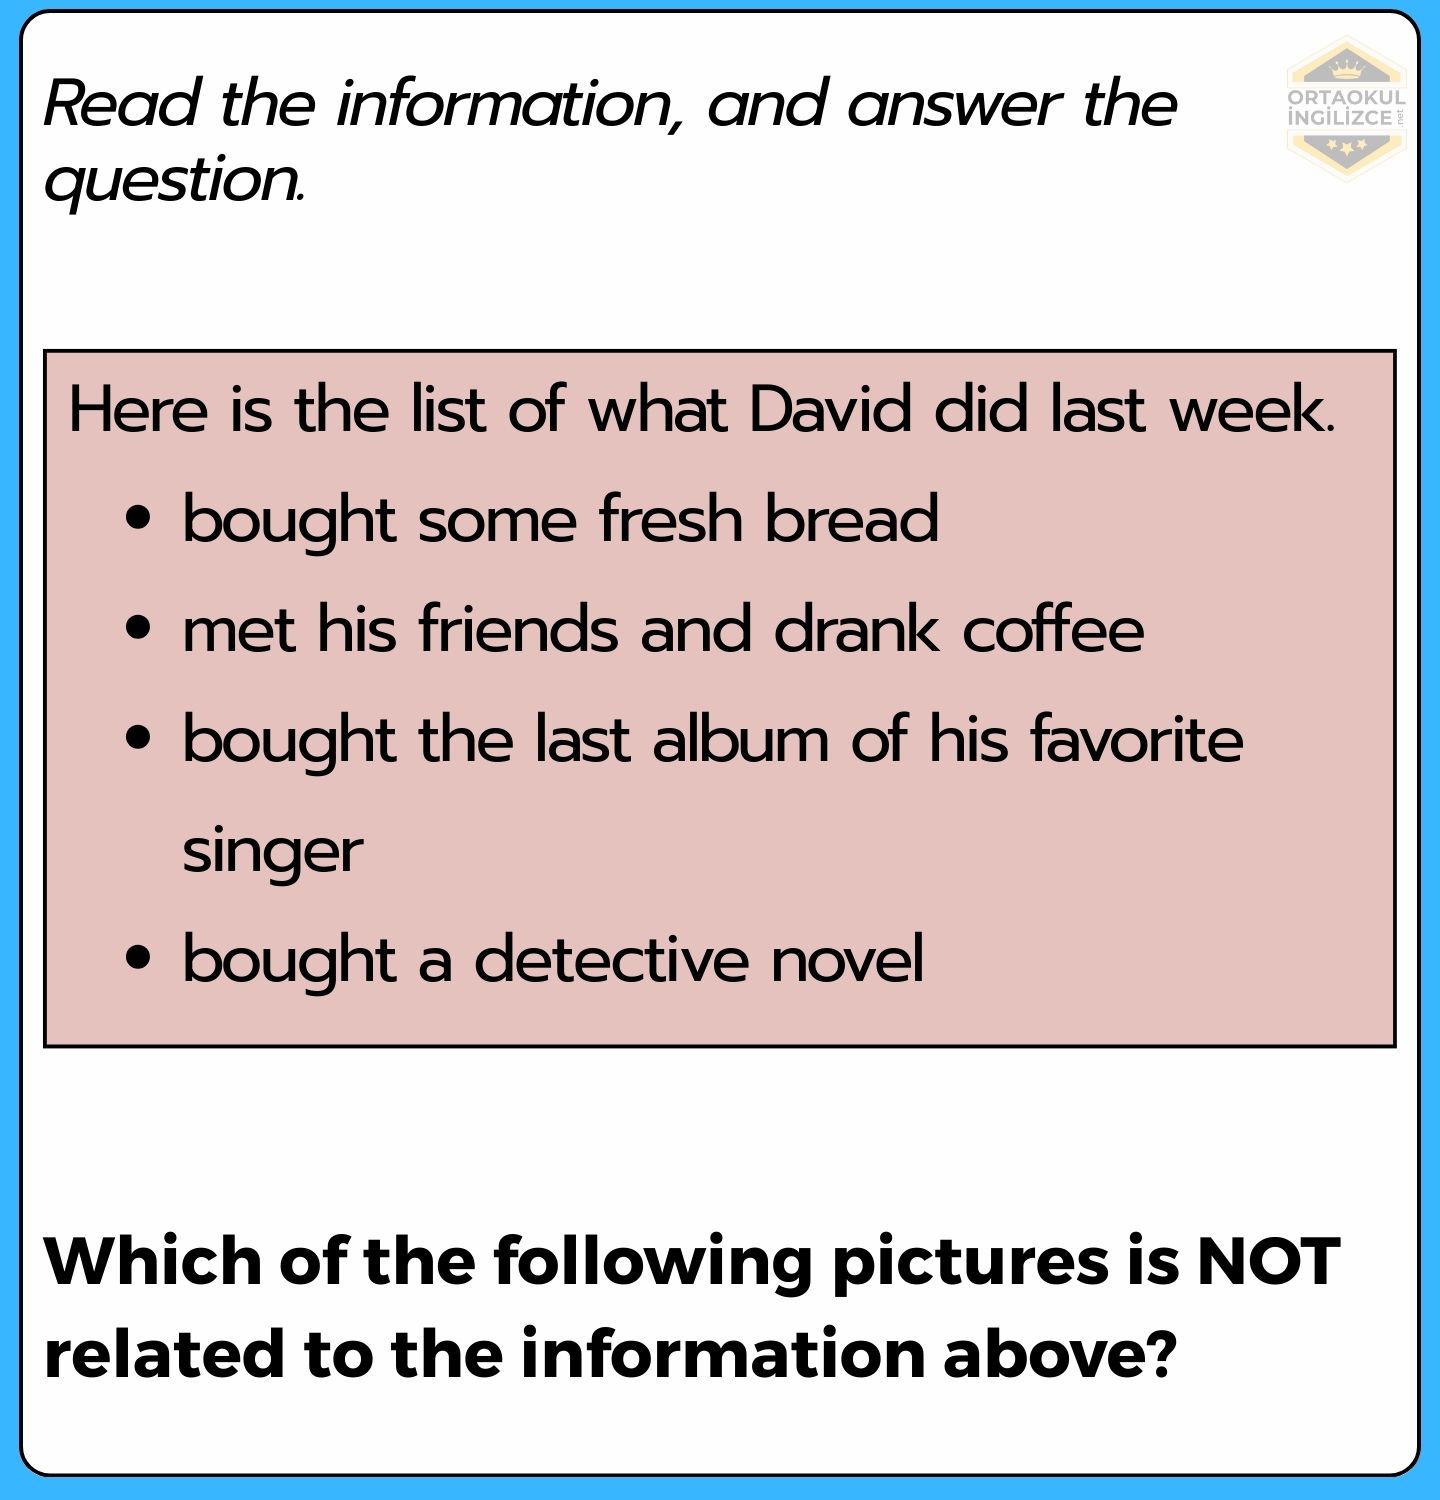 Read the information, and answer the
question.
ORTAOKUL
İNGİLİZCE
.net
Here is the list of what David did last week.
• bought some fresh bread
• met his friends and drank coffee
• bought the last album of his favorite
singer
• bought a detective novel
Which of the following pictures is NOT
related to the information above?